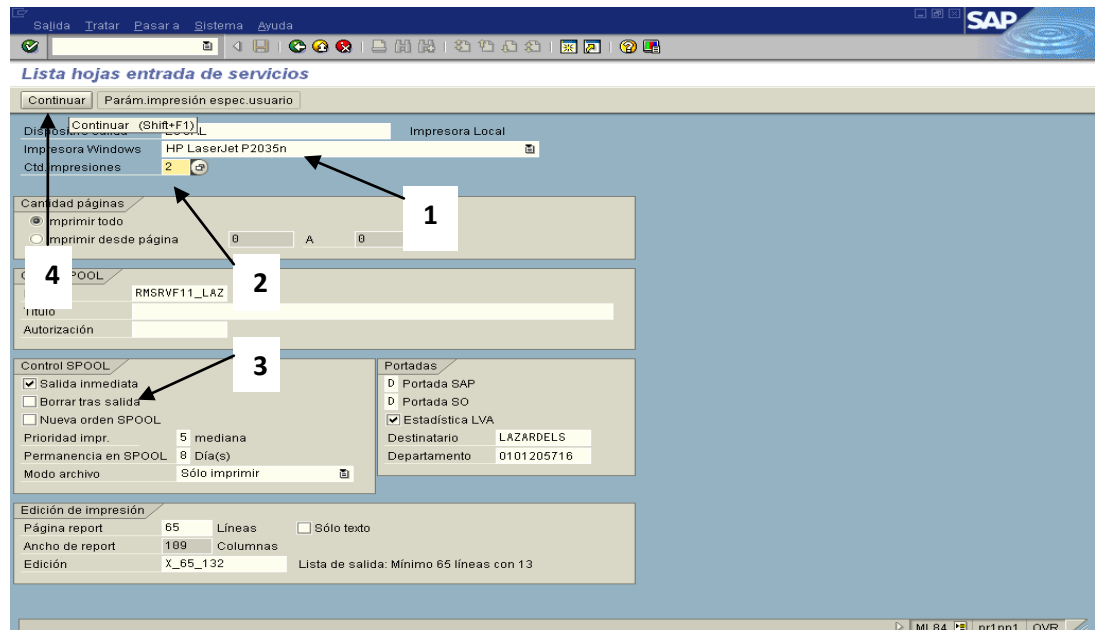 Salida Tratar Pasar a Sistema Ayuda
SAP
Lista hojas entrada de servicios
Continuar Parám.impresión espec.usuario
Continuar (Shift+F1)
Impresora Local
Impresora Windows HP LaserJet P2035n
Ctd.impresiones 2
1
Cantidad páginas
Imprimir todo
Imprimir desde página 0 A 0
4
2
RMSRVF11_LAZ
Título
Autorización
3
Control SPOOL Portadas
Salida inmediata D Portada SAP
Borrar tras salida D Portada SO
Nueva orden SPOOL Estadística LVA
Prioridad impr. 5 mediana Destinatario LAZARDELS
Permanencia en SPOOL 8 Día(s) Departamento 0101205716
Modo archivo Sólo imprimir
Edición de impresión
Página report 65 Líneas Sólo texto
Ancho de report 109 Columnas
Edición X_65_132 Lista de salida: Mínimo 65 líneas con 13
ML84 pr1np1 OVR